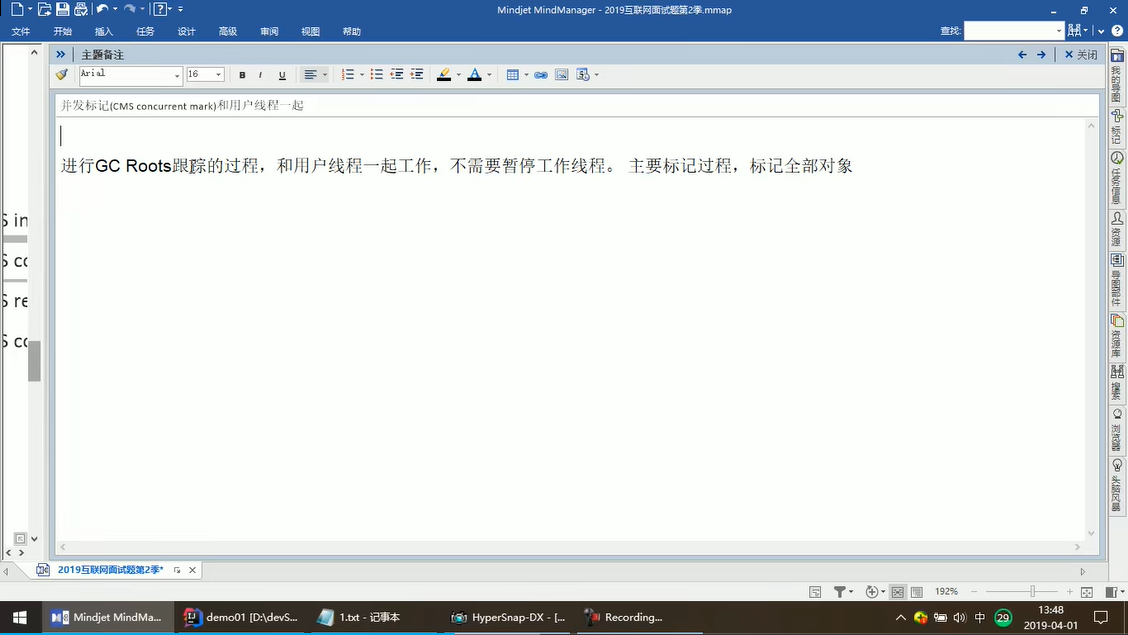 Mindjet MindManager - 2019互联网面试题第2季.mmap
文件 开始 插入 任务 设计 高级 审阅 视图 帮助 查找:
主题备注 关闭
Arial 16 B I U A
并发标记(CMS concurrent mark)和用户线程一起
进行GC Roots跟踪的过程，和用户线程一起工作，不需要暂停工作线程。 主要标记过程，标记全部对象
S in
S co
S re
S co
我的导图
标记
任务信息
资源
导图部件
资源库
搜索
浏览器
头脑风暴
2019互联网面试题第2季*
192%
Mindjet MindMa... demo01 [D:\devS... 1.txt - 记事本 HyperSnap-DX - [... Recording... 中 29 13:48
2019-04-01